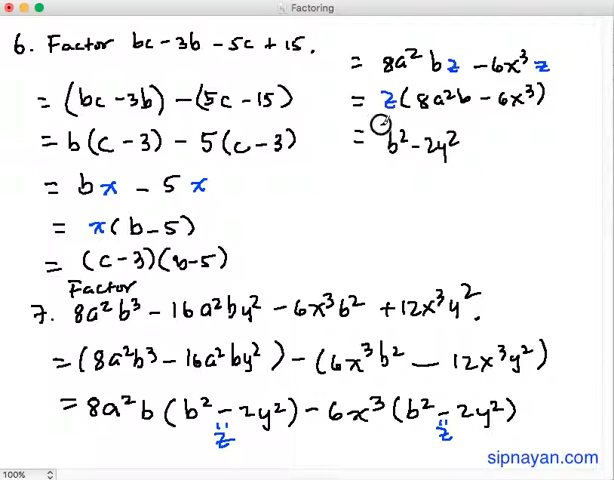 Factoring
6. Factor bc - 3b - 5c + 15.
= (bc - 3b) - (5c - 15)
= b(c - 3) - 5(c - 3)
= bx - 5x
= x(b - 5)
= (c - 3)(b - 5)
Factor
7. 8a²b³ - 16a²by² - 6x³b² + 12x³y².
= (8a²b³ - 16a²by²) - (6x³b² - 12x³y²)
= 8a²b(b² - 2y²) - 6x³(b² - 2y²)
z z
= 8a²bz - 6x³z
= z(8a²b - 6x³)
= b² - 2y²
sipnayan.com
100%